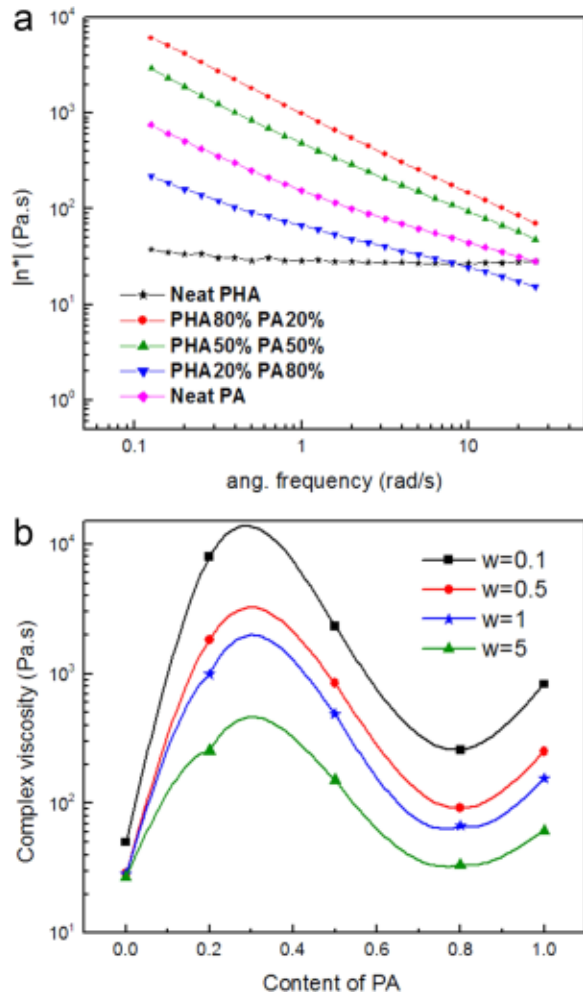 a
10^4
10^3
10^2
10^1
10^0
|n*| (Pa.s)
Neat PHA
PHA80% PA20%
PHA50% PA50%
PHA20% PA80%
Neat PA
0.1 1 10
ang. frequency (rad/s)
b
10^4
10^3
10^2
10^1
Complex viscosity (Pa.s)
w=0.1
w=0.5
w=1
w=5
0.0 0.2 0.4 0.6 0.8 1.0
Content of PA